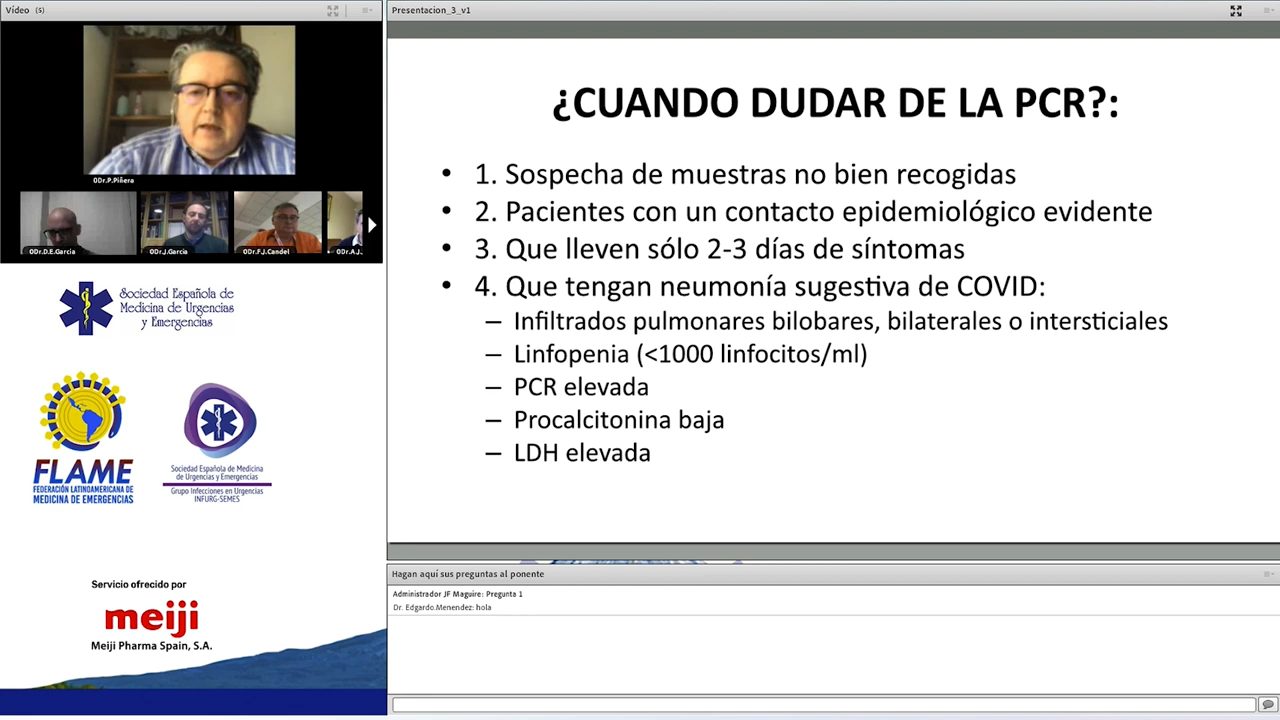 Vídeo (5)
0Dr.P.Piñera
0Dr.D.E.Garcia
0Dr.J.Garcia
0Dr.F.J.Candel
0Dr.A.J.
Sociedad Española de
Medicina de Urgencias
y Emergencias
FLAME
FEDERACIÓN LATINOAMERICANA DE
MEDICINA DE EMERGENCIAS
Sociedad Española de Medicina
de Urgencias y Emergencias
Grupo Infecciones en Urgencias
INFURG-SEMES
Servicio ofrecido por
meiji
Meiji Pharma Spain, S.A.
Presentacion_3_v1
¿CUANDO DUDAR DE LA PCR?:
• 1. Sospecha de muestras no bien recogidas
• 2. Pacientes con un contacto epidemiológico evidente
• 3. Que lleven sólo 2-3 días de síntomas
• 4. Que tengan neumonía sugestiva de COVID:
– Infiltrados pulmonares bilobares, bilaterales o intersticiales
– Linfopenia (<1000 linfocitos/ml)
– PCR elevada
– Procalcitonina baja
– LDH elevada
Hagan aquí sus preguntas al ponente
Administrador JF Maguire: Pregunta 1
Dr. Edgardo.Menendez: hola